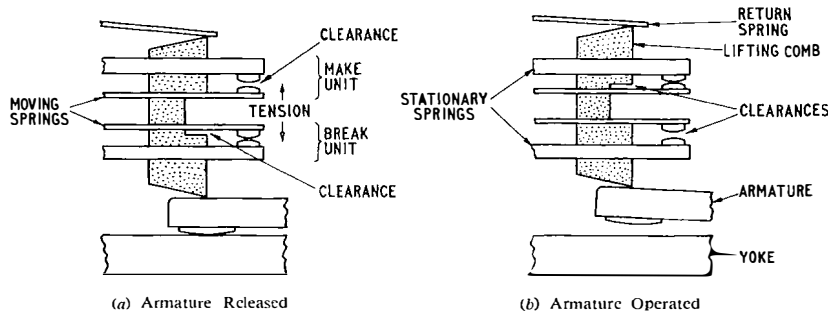 CLEARANCE
MAKE
UNIT
MOVING
SPRINGS
TENSION
BREAK
UNIT
CLEARANCE
(a) Armature Released
RETURN
SPRING
LIFTING COMB
STATIONARY
SPRINGS
CLEARANCES
ARMATURE
YOKE
(b) Armature Operated